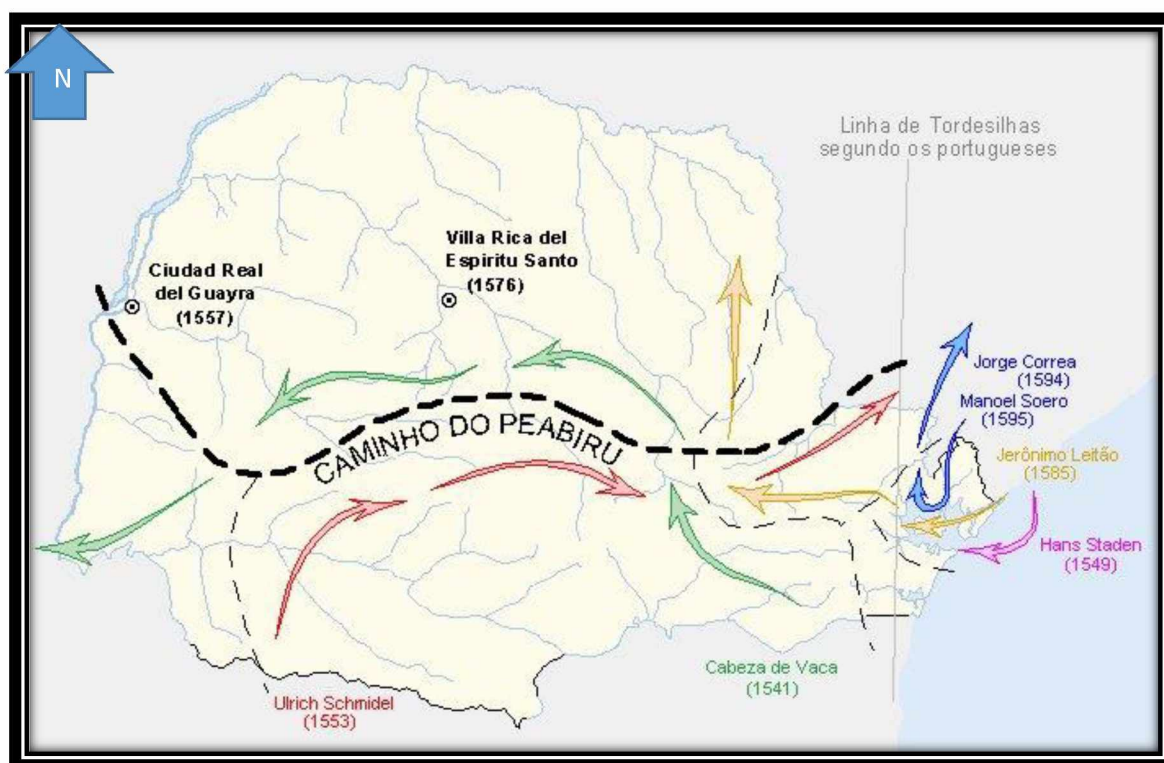 N
Linha de Tordesilhas
segundo os portugueses
Villa Rica del
Espiritu Santo
(1576)
Ciudad Real
del Guayra
(1557)
CAMINHO DO PEABIRU
Jorge Correa
(1594)
Manoel Soero
(1595)
Jerônimo Leitão
(1585)
Hans Staden
(1549)
Cabeza de Vaca
(1541)
Ulrich Schmidel
(1553)